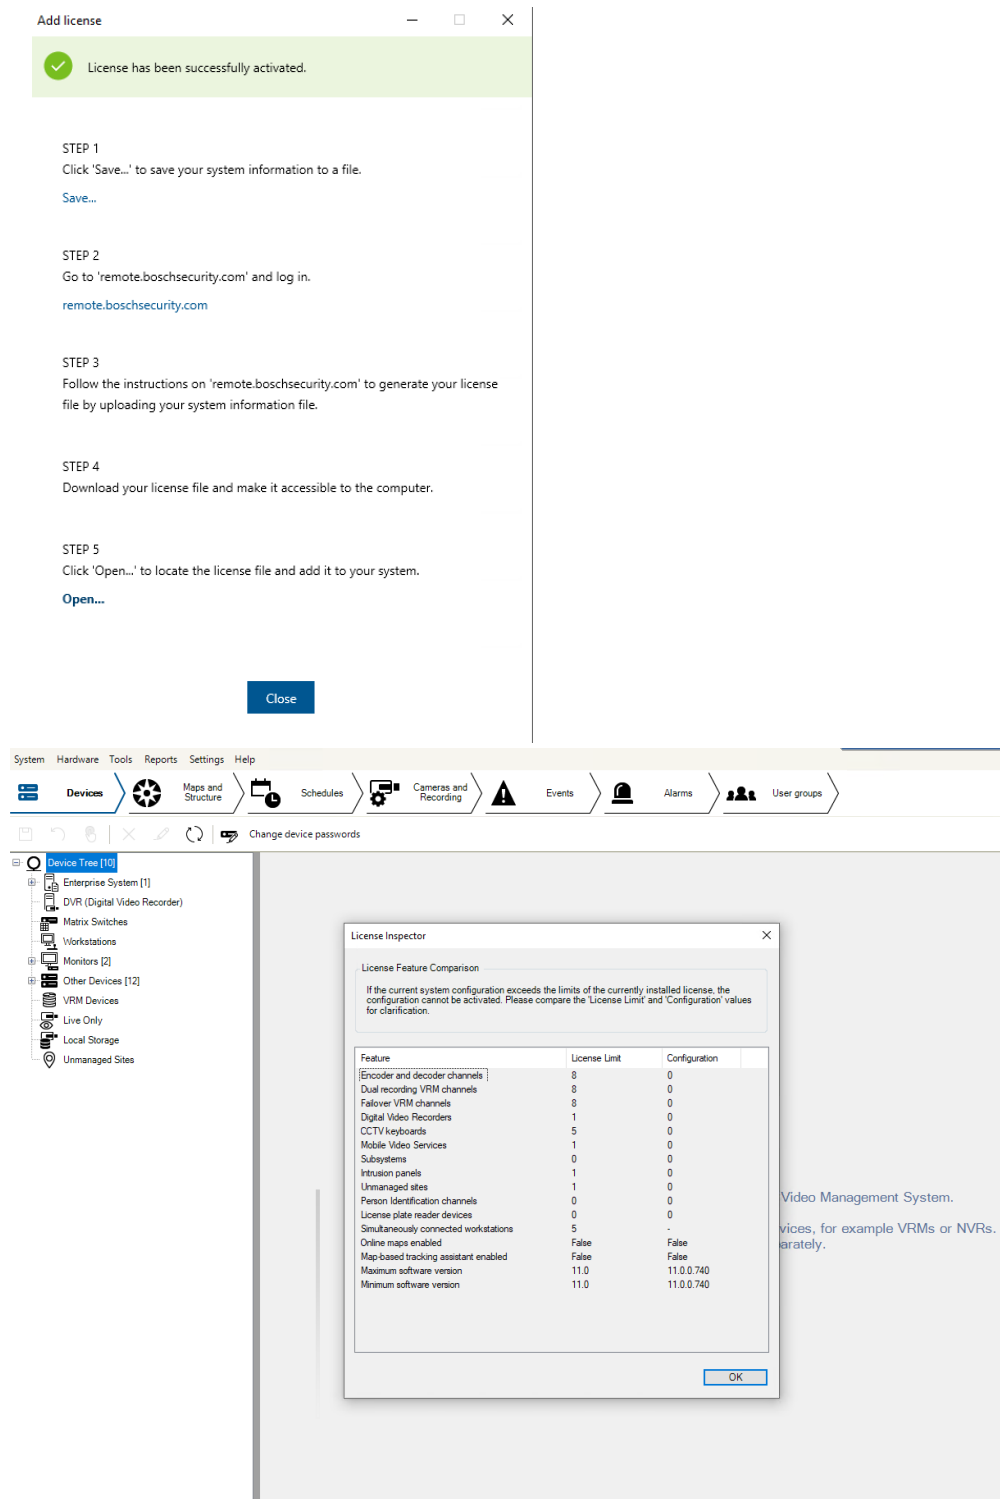 Add license
License has been successfully activated.
STEP 1
Click 'Save...' to save your system information to a file.
Save...
STEP 2
Go to 'remote.boschsecurity.com' and log in.
remote.boschsecurity.com
STEP 3
Follow the instructions on 'remote.boschsecurity.com' to generate your license
file by uploading your system information file.
STEP 4
Download your license file and make it accessible to the computer.
STEP 5
Click 'Open...' to locate the license file and add it to your system.
Open...
Close
System Hardware Tools Reports Settings Help
Devices
Maps and
Structure
Schedules
Cameras and
Recording
Events
Alarms
User groups
Change device passwords
Device Tree [10]
Enterprise System [1]
DVR (Digital Video Recorder)
Matrix Switches
Workstations
Monitors [2]
Other Devices [12]
VRM Devices
Live Only
Local Storage
Unmanaged Sites
License Inspector
License Feature Comparison
If the current system configuration exceeds the limits of the currently installed license, the
configuration cannot be activated. Please compare the 'License Limit' and 'Configuration' values
for clarification.
Feature License Limit Configuration
Encoder and decoder channels 8 0
Dual recording VRM channels 8 0
Failover VRM channels 8 0
Digital Video Recorders 1 0
CCTV keyboards 5 0
Mobile Video Services 1 0
Subsystems 0 0
Intrusion panels 1 0
Unmanaged sites 1 0
Person Identification channels 0 0
License plate reader devices 0 0
Simultaneously connected workstations 5 -
Online maps enabled False False
Map-based tracking assistant enabled False False
Maximum software version 11.0 11.0.0.740
Minimum software version 11.0 11.0.0.740
OK
Video Management System.
vices, for example VRMs or NVRs.
arately.